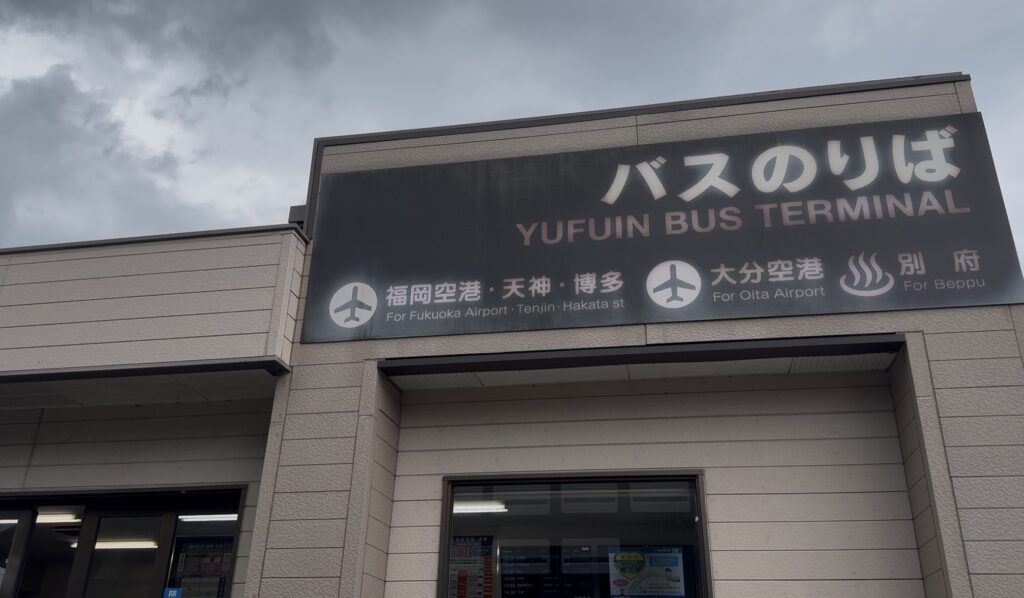 バスのりば
YUFUIN BUS TERMINAL
福岡空港・天神・博多
For Fukuoka Airport・Tenjin・Hakata st
大分空港
For Oita Airport
別府
For Beppu